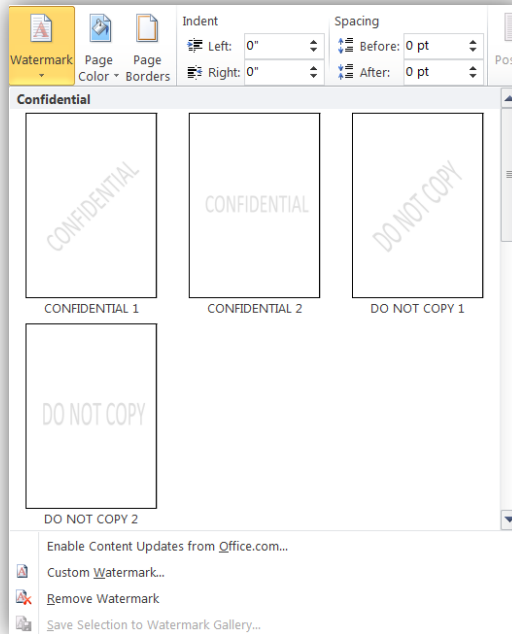 Watermark
Page
Color
Page
Borders
Indent
Left: 0"
Right: 0"
Spacing
Before: 0 pt
After: 0 pt
Pos
Confidential
CONFIDENTIAL
CONFIDENTIAL
DO NOT COPY
CONFIDENTIAL 1
CONFIDENTIAL 2
DO NOT COPY 1
DO NOT COPY
DO NOT COPY 2
Enable Content Updates from Office.com...
Custom Watermark...
Remove Watermark
Save Selection to Watermark Gallery...